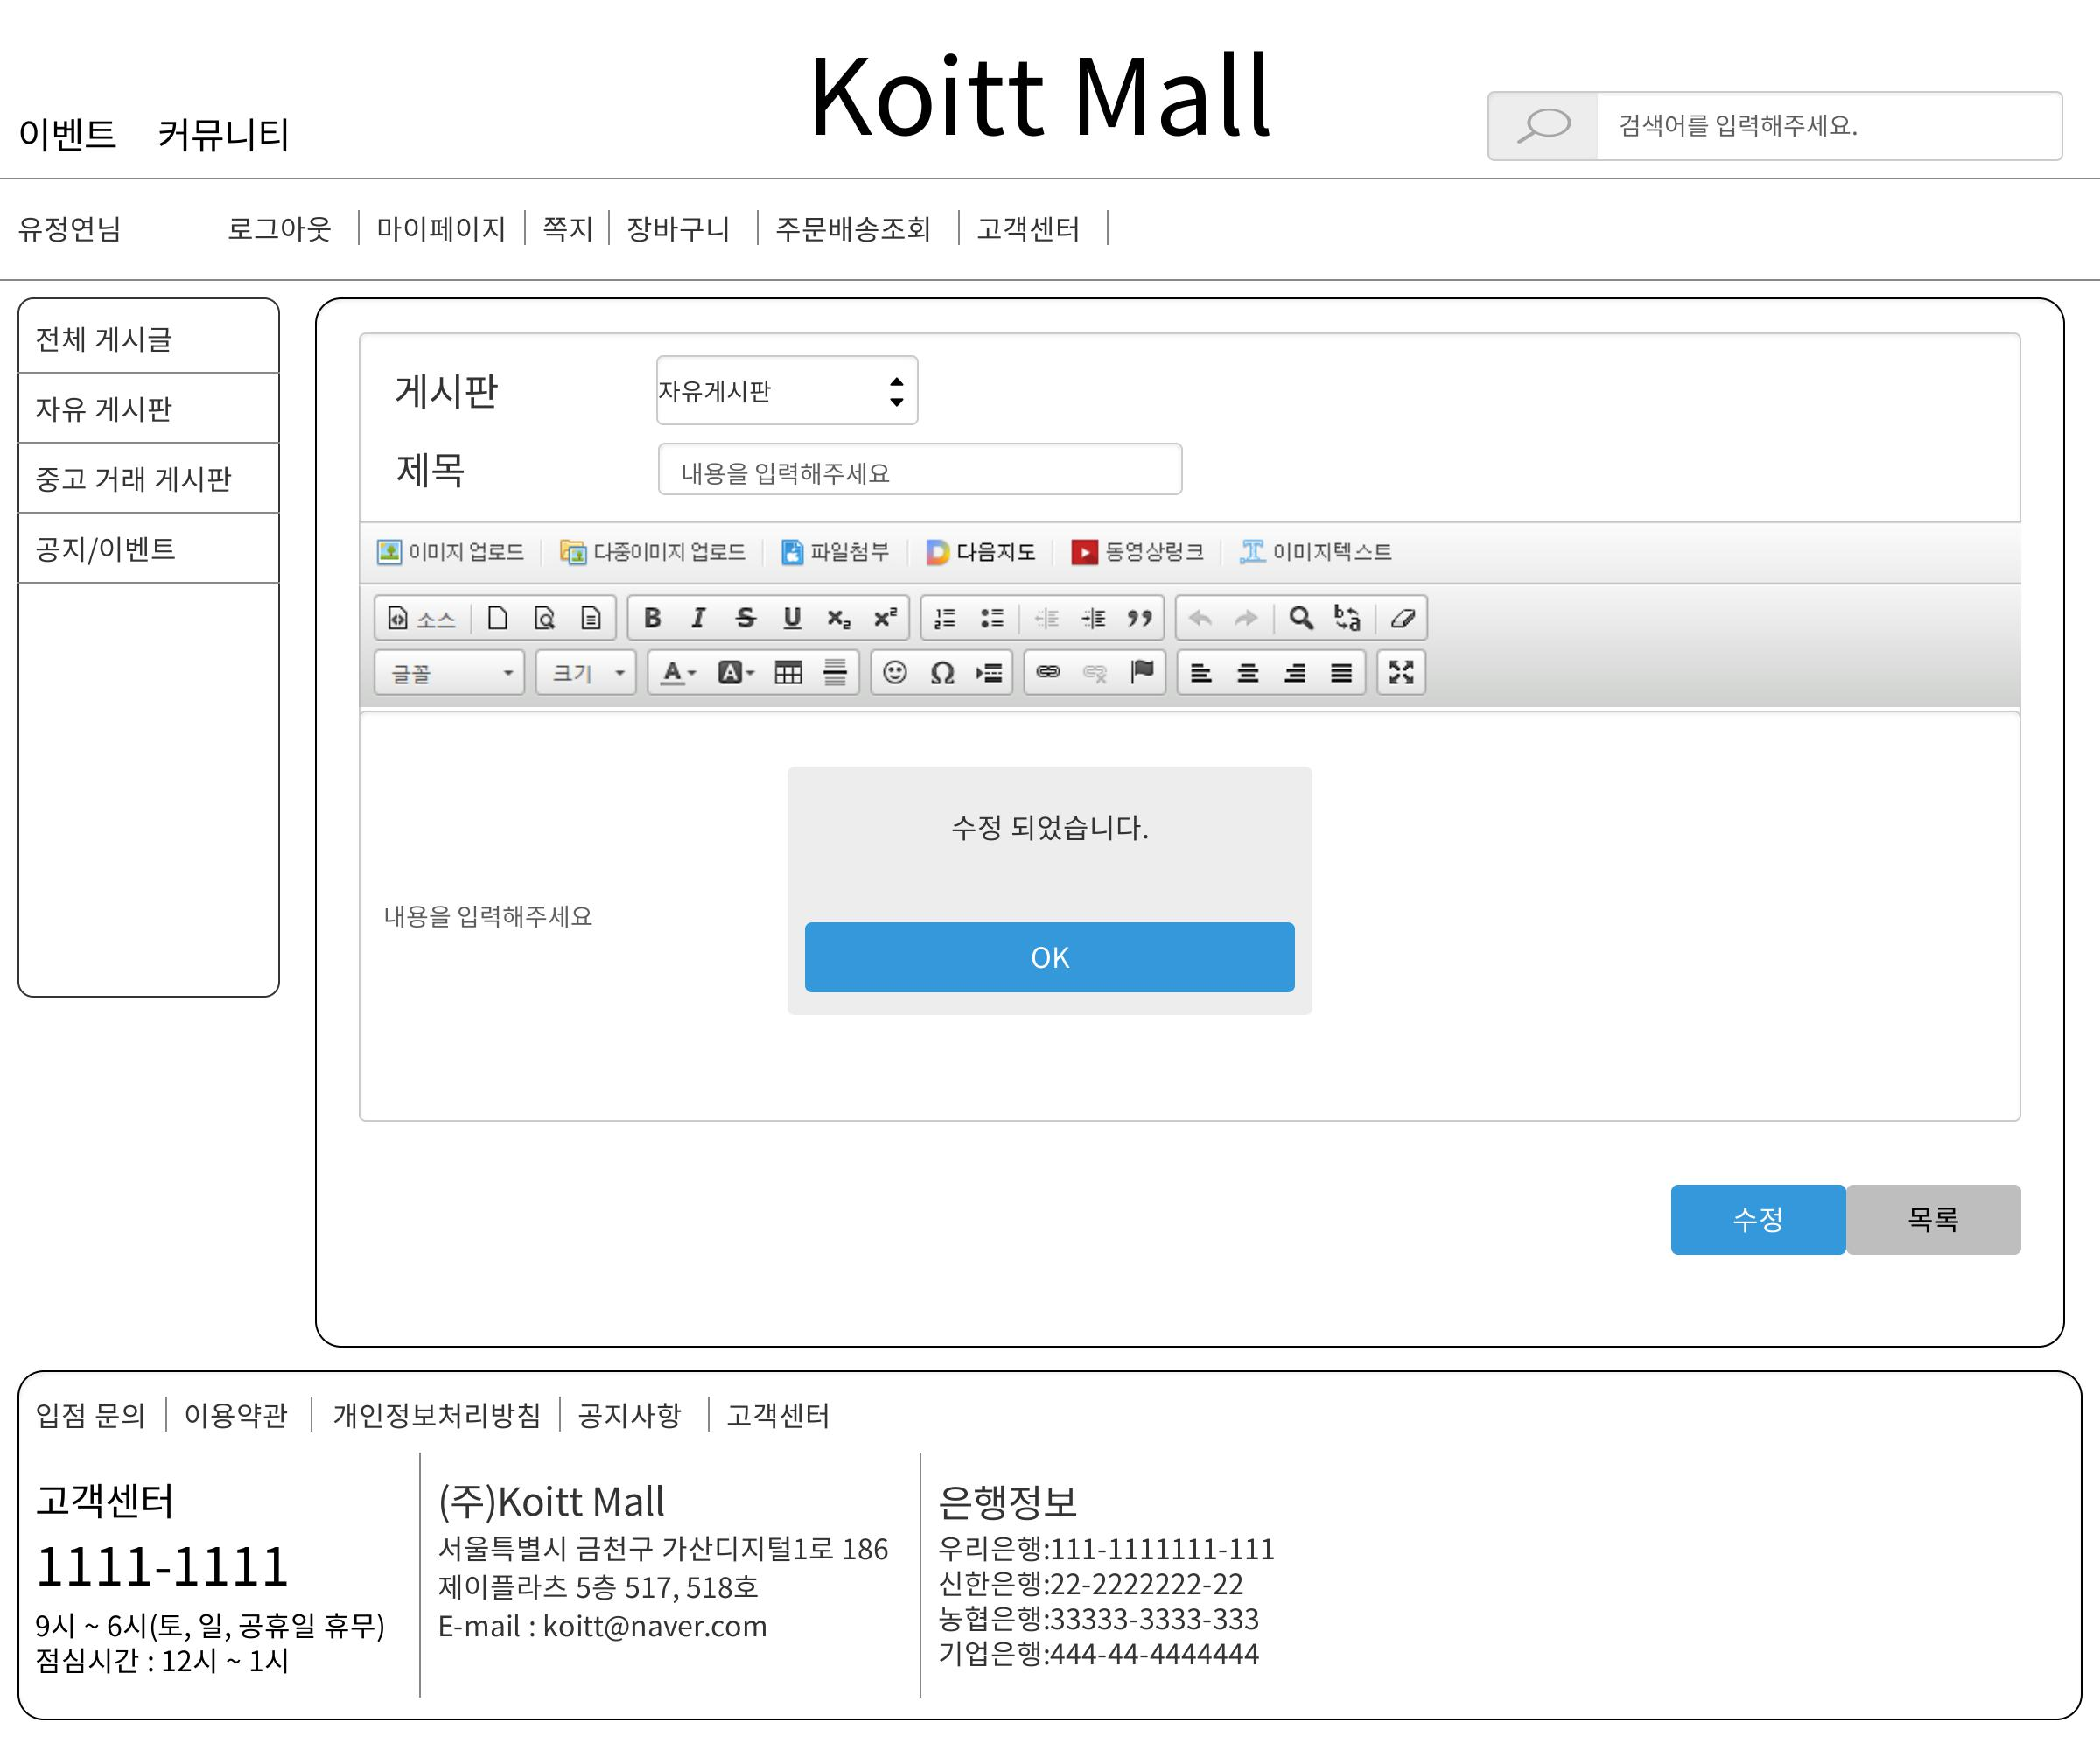 Koitt Mall
이벤트 커뮤니티
검색어를 입력해주세요.
유정연님 로그아웃 마이페이지 쪽지 장바구니 주문배송조회 고객센터
전체 게시글
자유 게시판
중고 거래 게시판
공지/이벤트
게시판 자유게시판
제목 내용을 입력해주세요
이미지 업로드 다중이미지 업로드 파일첨부 다음지도 동영상링크 이미지텍스트
소스 B I S U x₂ x²
글꼴 크기 A A Ω
수정 되었습니다.
내용을 입력해주세요
OK
수정 목록
입점 문의 이용약관 개인정보처리방침 공지사항 고객센터
고객센터
1111-1111
9시 ~ 6시(토, 일, 공휴일 휴무)
점심시간 : 12시 ~ 1시
(주)Koitt Mall
서울특별시 금천구 가산디지털1로 186
제이플라츠 5층 517, 518호
E-mail : koitt@naver.com
은행정보
우리은행:111-1111111-111
신한은행:22-2222222-22
농협은행:33333-3333-333
기업은행:444-44-4444444